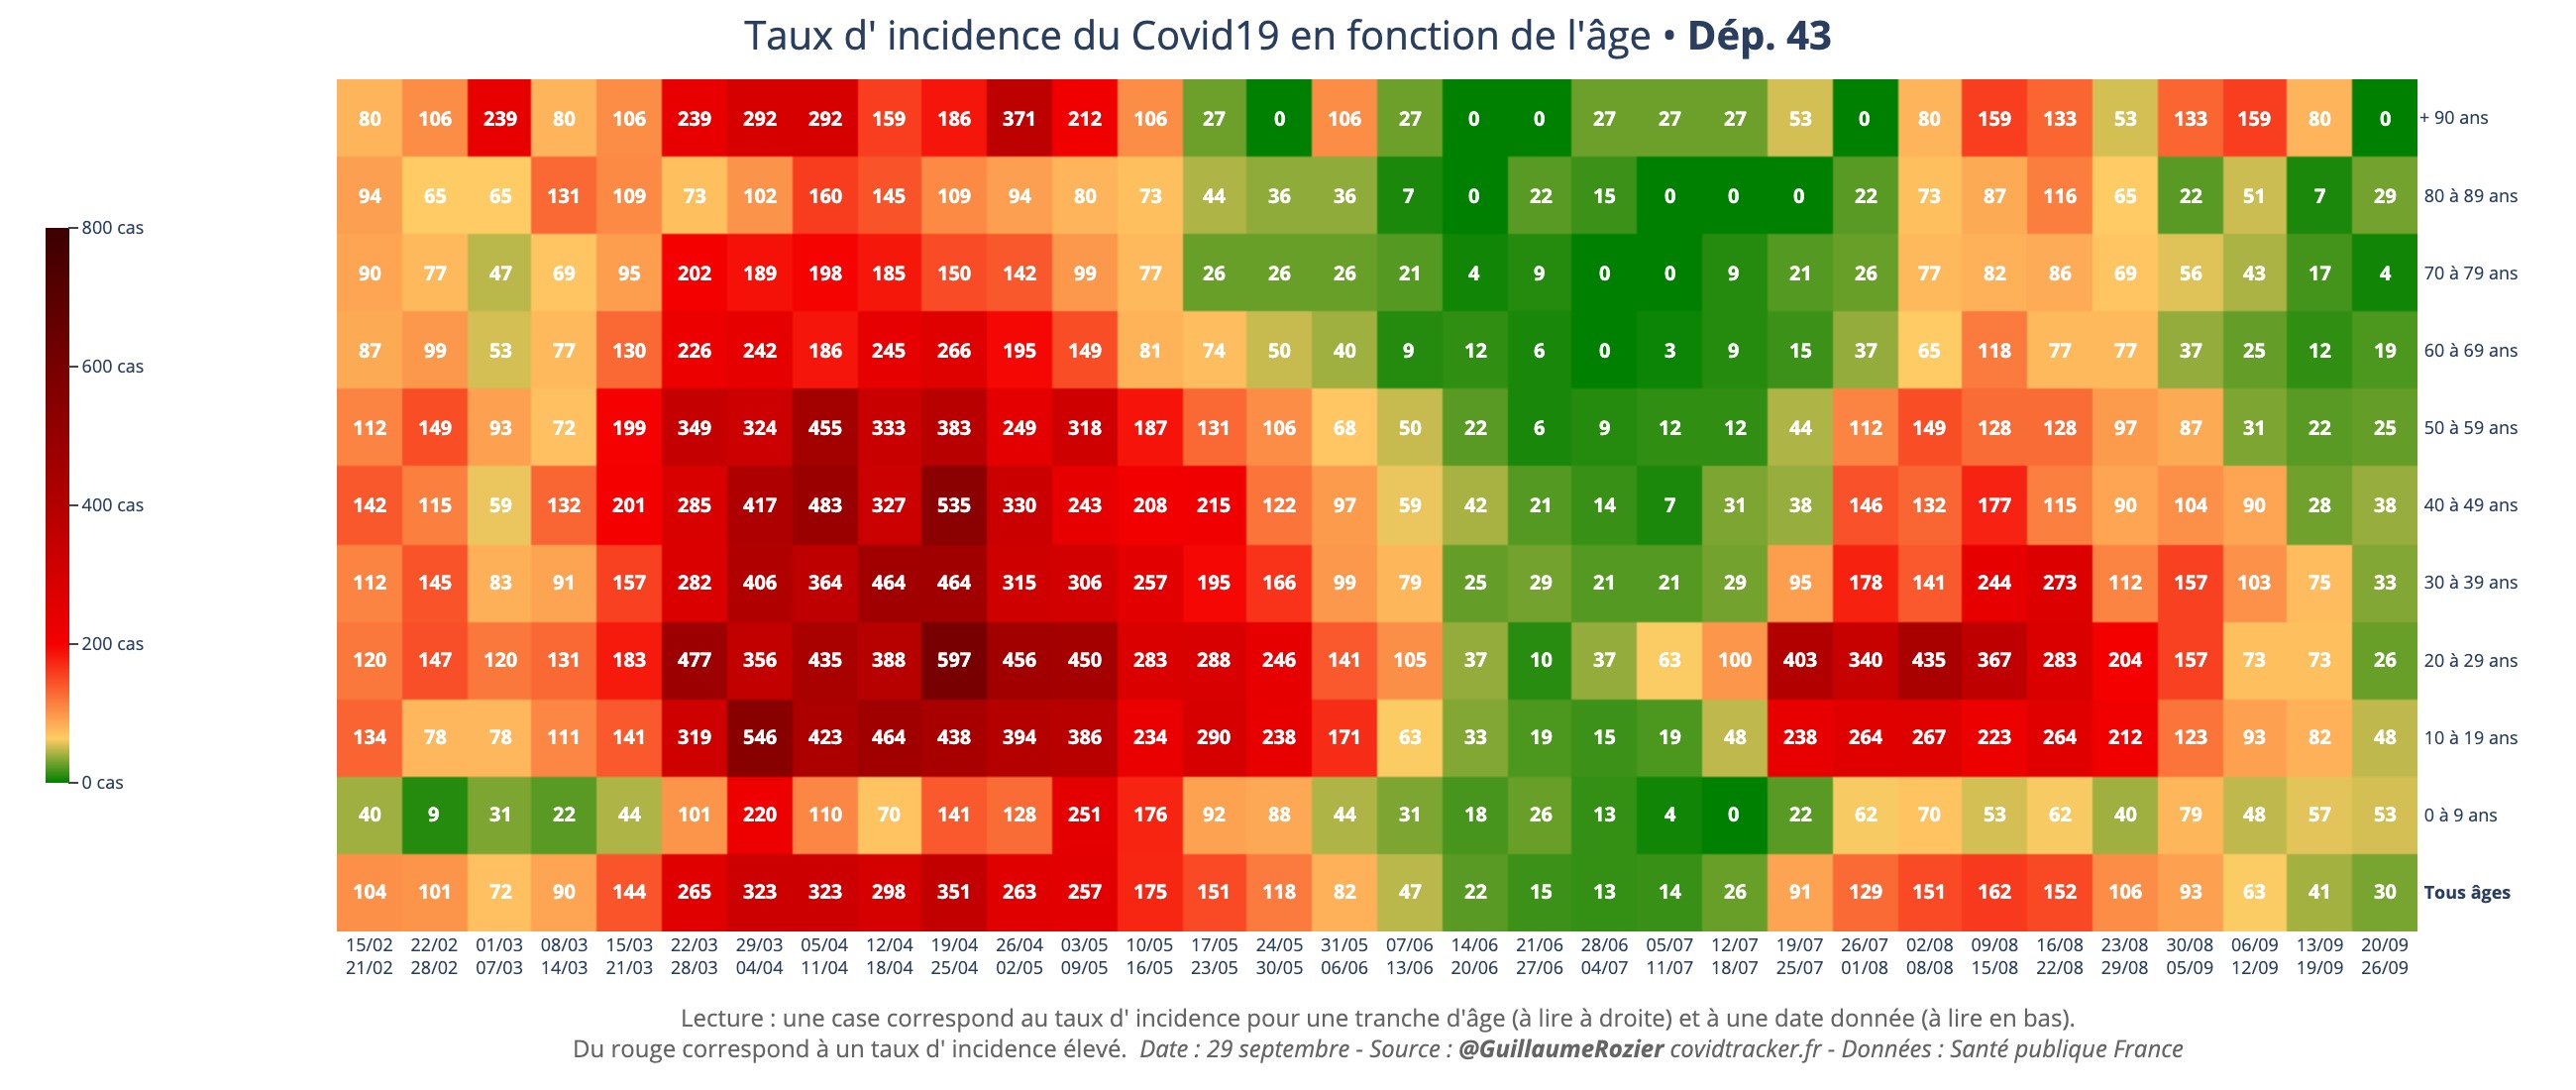 Taux d' incidence du Covid19 en fonction de l'âge • Dép. 43
80 106 239 80 106 239 292 292 159 186 371 212 106 27 0 106 27 0 0 27 27 27 53 0 80 159 133 53 133 159 80 0 + 90 ans
94 65 65 131 109 73 102 160 145 109 94 80 73 44 36 36 7 0 22 15 0 0 0 22 73 87 116 65 22 51 7 29 80 à 89 ans
90 77 47 69 95 202 189 198 185 150 142 99 77 26 26 26 21 4 9 0 0 9 21 26 77 82 86 69 56 43 17 4 70 à 79 ans
87 99 53 77 130 226 242 186 245 266 195 149 81 74 50 40 9 12 6 0 3 9 15 37 65 118 77 77 37 25 12 19 60 à 69 ans
112 149 93 72 199 349 324 455 333 383 249 318 187 131 106 68 50 22 6 9 12 12 44 112 149 128 128 97 87 31 22 25 50 à 59 ans
142 115 59 132 201 285 417 483 327 535 330 243 208 215 122 97 59 42 21 14 7 31 38 146 132 177 115 90 104 90 28 38 40 à 49 ans
112 145 83 91 157 282 406 364 464 464 315 306 257 195 166 99 79 25 29 21 21 29 95 178 141 244 273 112 157 103 75 33 30 à 39 ans
120 147 120 131 183 477 356 435 388 597 456 450 283 288 246 141 105 37 10 37 63 100 403 340 435 367 283 204 157 73 73 26 20 à 29 ans
134 78 78 111 141 319 546 423 464 438 394 386 234 290 238 171 63 33 19 15 19 48 238 264 267 223 264 212 123 93 82 48 10 à 19 ans
40 9 31 22 44 101 220 110 70 141 128 251 176 92 88 44 31 18 26 13 4 0 22 62 70 53 62 40 79 48 57 53 0 à 9 ans
104 101 72 90 144 265 323 323 298 351 263 257 175 151 118 82 47 22 15 13 14 26 91 129 151 162 152 106 93 63 41 30 Tous âges
15/02 22/02 01/03 08/03 15/03 22/03 29/03 05/04 12/04 19/04 26/04 03/05 10/05 17/05 24/05 31/05 07/06 14/06 21/06 28/06 05/07 12/07 19/07 26/07 02/08 09/08 16/08 23/08 30/08 06/09 13/09 20/09
21/02 28/02 07/03 14/03 21/03 28/03 04/04 11/04 18/04 25/04 02/05 09/05 16/05 23/05 30/05 06/06 13/06 20/06 27/06 04/07 11/07 18/07 25/07 01/08 08/08 15/08 22/08 29/08 05/09 12/09 19/09 26/09
800 cas
600 cas
400 cas
200 cas
0 cas
Lecture : une case correspond au taux d' incidence pour une tranche d'âge (à lire à droite) et à une date donnée (à lire en bas).
Du rouge correspond à un taux d' incidence élevé. Date : 29 septembre - Source : @GuillaumeRozier covidtracker.fr - Données : Santé publique France